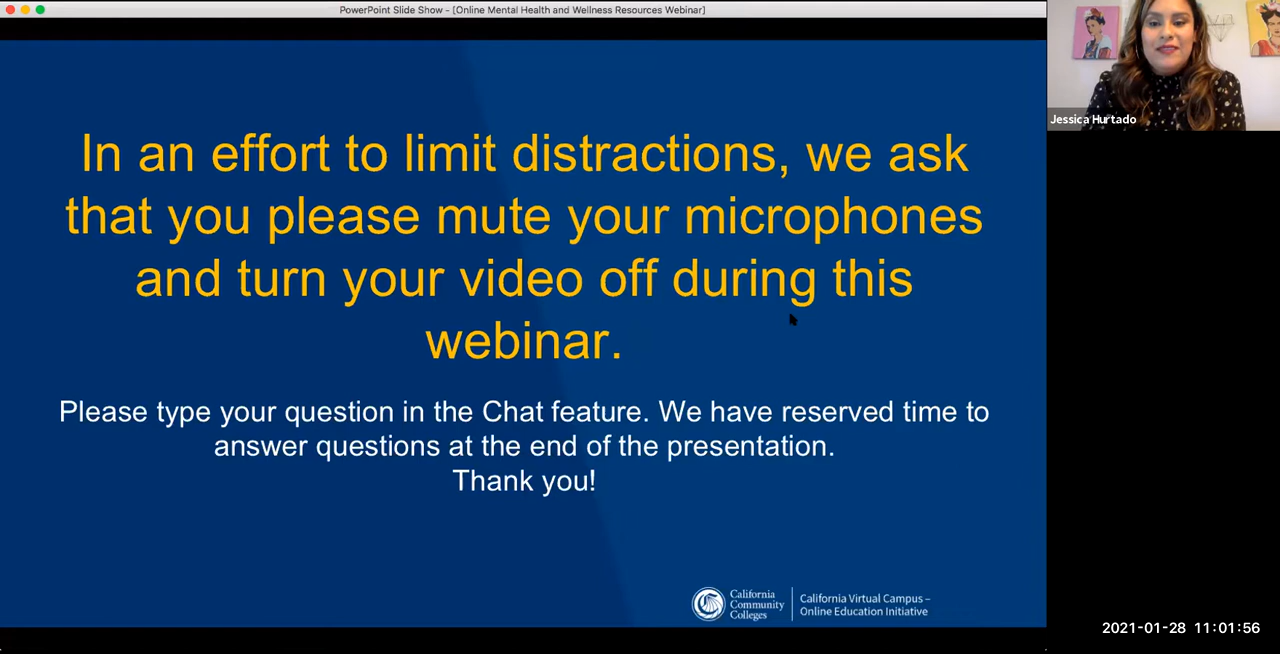 PowerPoint Slide Show - [Online Mental Health and Wellness Resources Webinar]
In an effort to limit distractions, we ask
that you please mute your microphones
and turn your video off during this
webinar.
Please type your question in the Chat feature. We have reserved time to
answer questions at the end of the presentation.
Thank you!
California
Community
Colleges
California Virtual Campus –
Online Education Initiative
Jessica Hurtado
2021-01-28 11:01:56